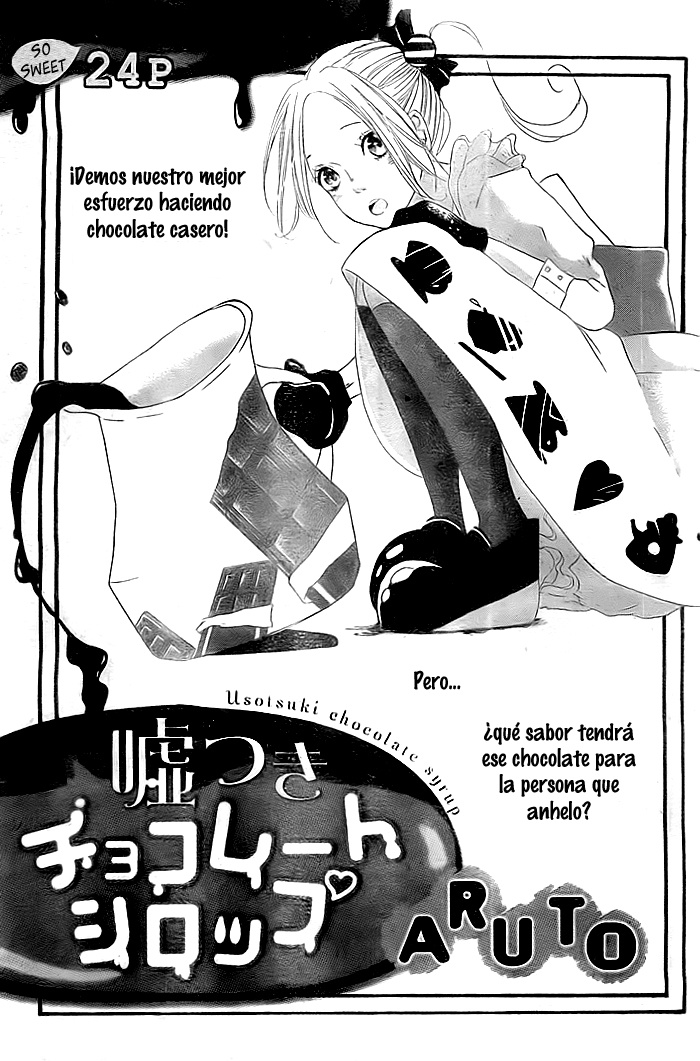 SO
SWEET
24P
¡Demos nuestro mejor
esfuerzo haciendo
chocolate casero!
Pero...
¿qué sabor tendrá
ese chocolate para
la persona que
anhelo?
Usotsuki chocolate syrup
嘘つき
チョコレート
シロップ
ARUTO